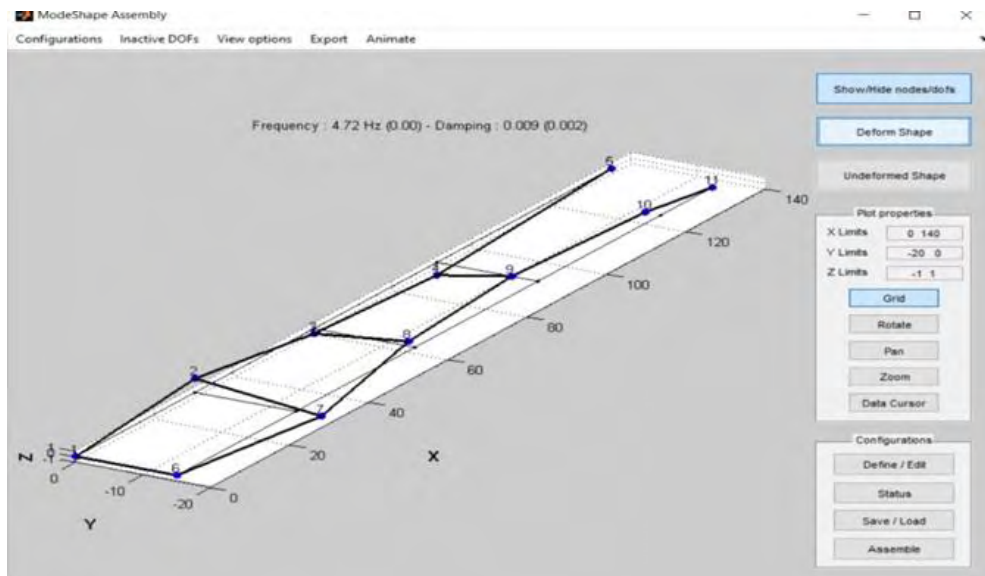 ModeShape Assembly
Configurations Inactive DOFs View options Export Animate
Frequency : 4.72 Hz (0.00) - Damping : 0.009 (0.002)
Show/Hide nodes/dofs
Deform Shape
Undeformed Shape
Plot properties
X Limits 0 140
Y Limits -20 0
Z Limits -1 1
Grid
Rotate
Pan
Zoom
Data Cursor
Configurations
Define / Edit
Status
Save / Load
Assemble
5
11
10
140
4
9
120
100
3
8
80
2
60
7
40
1
6
20
X
Z
1
0
-1
0
-10
-20
0
Y